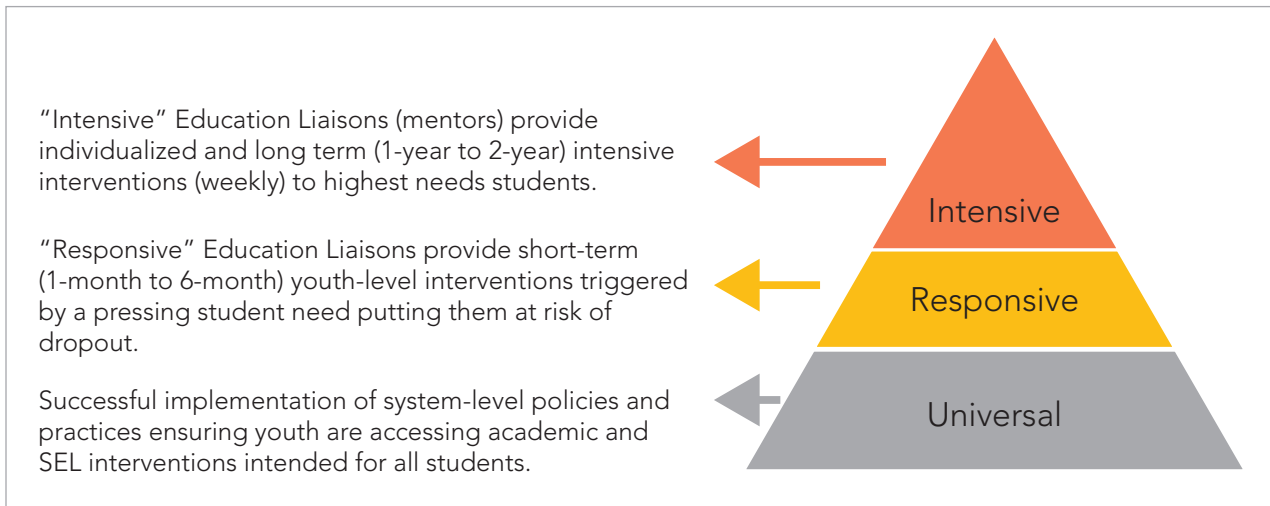 “Intensive” Education Liaisons (mentors) provide
individualized and long term (1-year to 2-year) intensive
interventions (weekly) to highest needs students.
Intensive
“Responsive” Education Liaisons provide short-term
(1-month to 6-month) youth-level interventions triggered
by a pressing student need putting them at risk of
dropout.
Responsive
Successful implementation of system-level policies and
practices ensuring youth are accessing academic and
SEL interventions intended for all students.
Universal